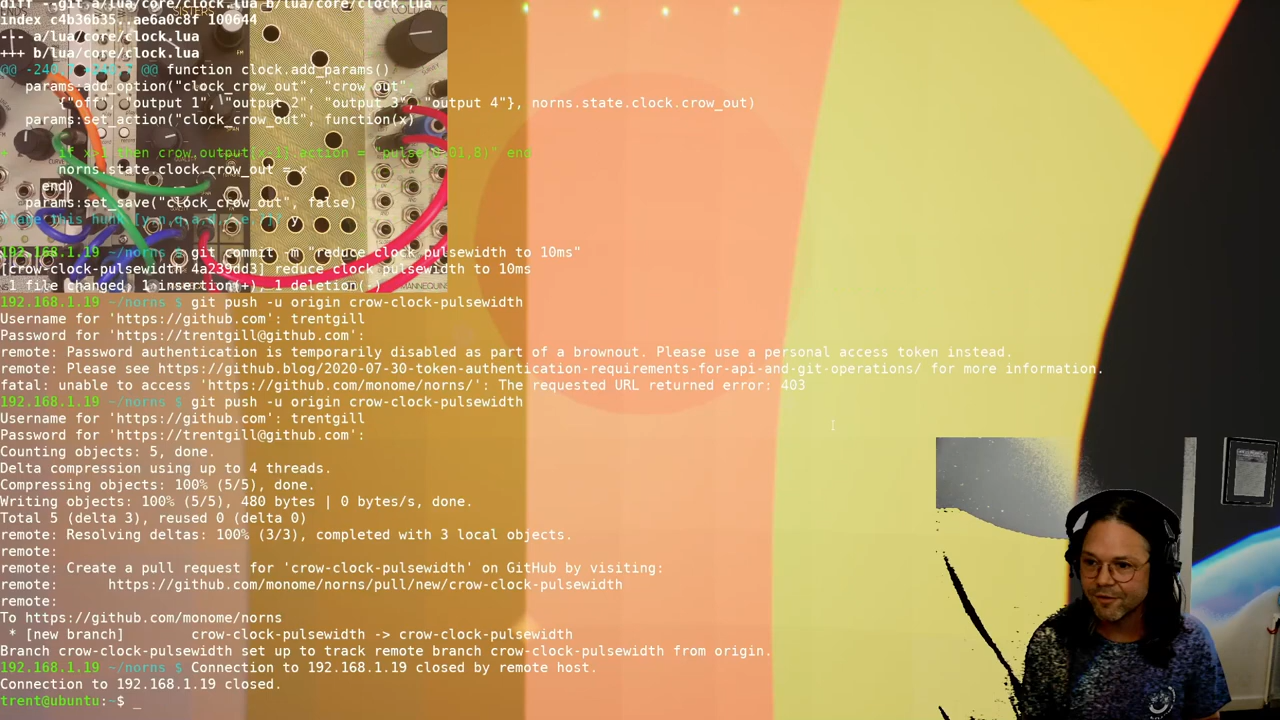 diff --git a/lua/core/clock.lua b/lua/core/clock.lua
index c4b36b35..ae6a0c8f 100644
--- a/lua/core/clock.lua
+++ b/lua/core/clock.lua
@@ -240,7 +240,7 @@ function clock.add_params()
params:add_option("clock_crow_out", "crow out",
{"off", "output 1", "output 2", "output 3", "output 4"}, norns.state.clock.crow_out)
params:set_action("clock_crow_out", function(x)
+ if x>1 then crow.output[x-1].action = "pulse(0.01,8)" end
norns.state.clock.crow_out = x
end)
params:set_save("clock_crow_out", false)
192.168.1.19 ~/norns $ git commit -m "reduce clock pulsewidth to 10ms"
[crow-clock-pulsewidth 4a239dd3] reduce clock pulsewidth to 10ms
1 file changed, 1 insertion(+), 1 deletion(-)
192.168.1.19 ~/norns $ git push -u origin crow-clock-pulsewidth
Username for 'https://github.com': trentgill
Password for 'https://trentgill@github.com':
remote: Password authentication is temporarily disabled as part of a brownout. Please use a personal access token instead.
remote: Please see https://github.blog/2020-07-30-token-authentication-requirements-for-api-and-git-operations/ for more information.
fatal: unable to access 'https://github.com/monome/norns/': The requested URL returned error: 403
192.168.1.19 ~/norns $ git push -u origin crow-clock-pulsewidth
Username for 'https://github.com': trentgill
Password for 'https://trentgill@github.com':
Counting objects: 5, done.
Delta compression using up to 4 threads.
Compressing objects: 100% (5/5), done.
Writing objects: 100% (5/5), 480 bytes | 0 bytes/s, done.
Total 5 (delta 3), reused 0 (delta 0)
remote: Resolving deltas: 100% (3/3), completed with 3 local objects.
remote:
remote: Create a pull request for 'crow-clock-pulsewidth' on GitHub by visiting:
remote: https://github.com/monome/norns/pull/new/crow-clock-pulsewidth
remote:
To https://github.com/monome/norns
* [new branch] crow-clock-pulsewidth -> crow-clock-pulsewidth
Branch crow-clock-pulsewidth set up to track remote branch crow-clock-pulsewidth from origin.
192.168.1.19 ~/norns $ Connection to 192.168.1.19 closed by remote host.
Connection to 192.168.1.19 closed.
trent@ubuntu:~$ _